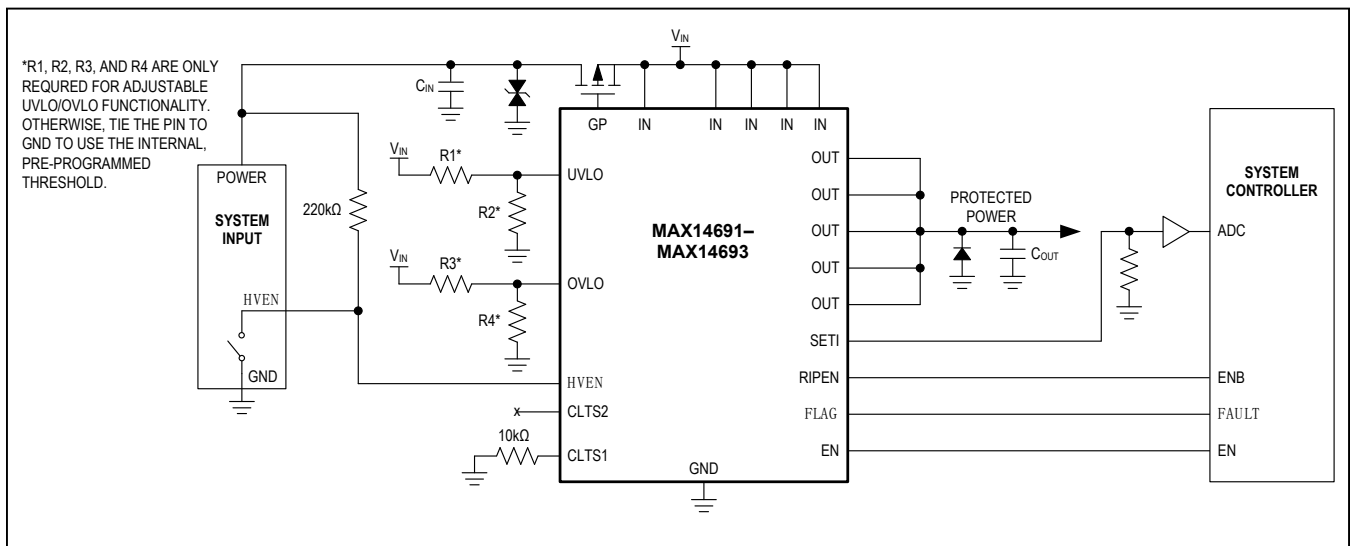 *R1, R2, R3, AND R4 ARE ONLY
REQURED FOR ADJUSTABLE
UVLO/OVLO FUNCTIONALITY.
OTHERWISE, TIE THE PIN TO
GND TO USE THE INTERNAL,
PRE-PROGRAMMED
THRESHOLD.
VIN
CIN
GP IN IN IN IN IN
POWER
SYSTEM
INPUT
220kΩ
HVEN
GND
VIN
R1*
R2*
UVLO
VIN
R3*
R4*
OVLO
HVEN
x
CLTS2
10kΩ
CLTS1
MAX14691–
MAX14693
GND
OUT
OUT
OUT
OUT
OUT
SETI
RIPEN
FLAG
EN
PROTECTED
POWER
COUT
SYSTEM
CONTROLLER
ADC
ENB
FAULT
EN